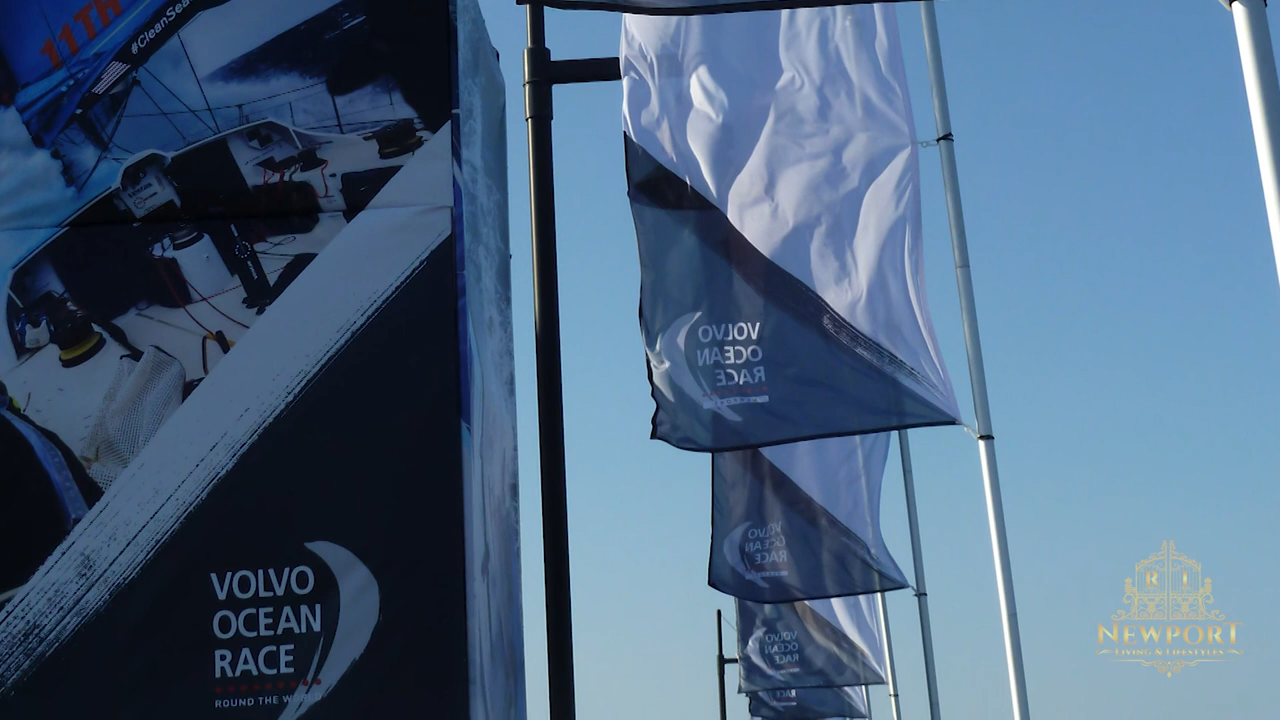 11TH
#CleanSea
VOLVO
OCEAN
RACE
ROUND THE W
VOLVO
OCEAN
RACE
VOLVO
OCEAN
RACE
VOLVO
OCEAN
RACE
RACE
R I
NEWPORT
LIVING & LIFESTYLES